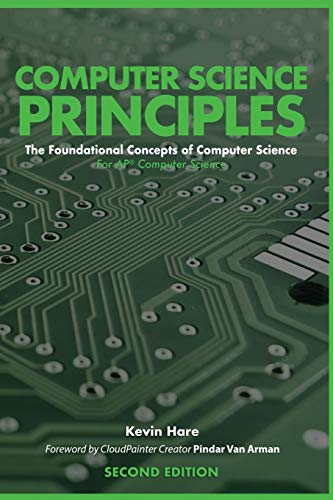 COMPUTER SCIENCE
PRINCIPLES
The Foundational Concepts of Computer Science
For AP® Computer Science
Kevin Hare
Foreword by CloudPainter Creator Pindar Van Arman
SECOND EDITION